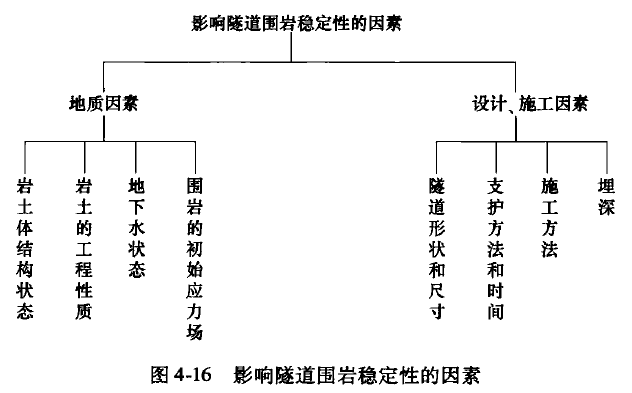 影响隧道围岩稳定性的因素
地质因素
设计、施工因素
岩土体结构状态
岩土的工程性质
地下水状态
围岩的初始应力场
隧道形状和尺寸
支护方法和时间
施工方法
埋深
图4-16 影响隧道围岩稳定性的因素